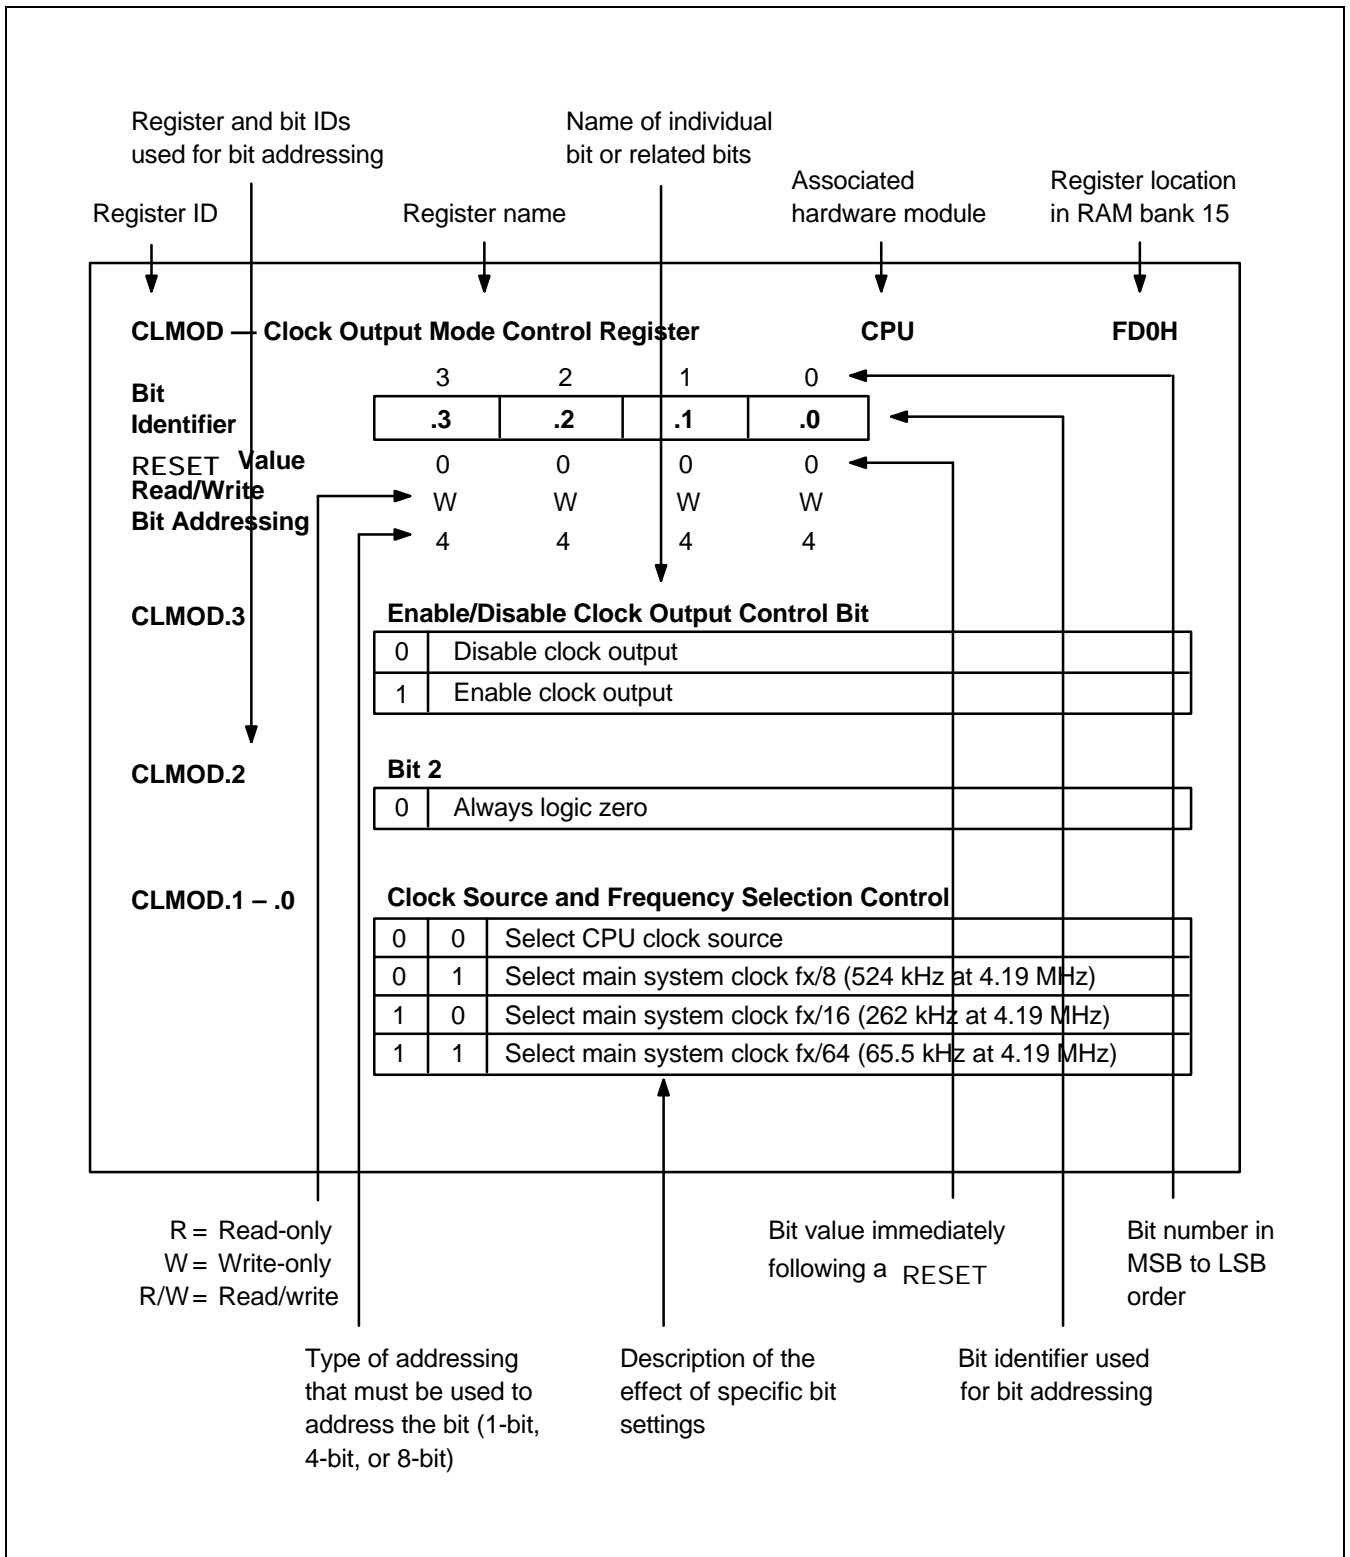 Register and bit IDs
used for bit addressing
Name of individual
bit or related bits
Associated
hardware module
Register location
in RAM bank 15
Register ID
Register name
CLMOD — Clock Output Mode Control Register CPU FD0H
3 2 1 0
Bit
Identifier
.3 .2 .1 .0
RESET Value 0 0 0 0
Read/Write W W W W
Bit Addressing 4 4 4 4
CLMOD.3 Enable/Disable Clock Output Control Bit
0 Disable clock output
1 Enable clock output
CLMOD.2 Bit 2
0 Always logic zero
CLMOD.1 – .0 Clock Source and Frequency Selection Control
0 0 Select CPU clock source
0 1 Select main system clock fx/8 (524 kHz at 4.19 MHz)
1 0 Select main system clock fx/16 (262 kHz at 4.19 MHz)
1 1 Select main system clock fx/64 (65.5 kHz at 4.19 MHz)
R = Read-only
W = Write-only
R/W = Read/write
Bit value immediately
following a RESET
Bit number in
MSB to LSB
order
Type of addressing
that must be used to
address the bit (1-bit,
4-bit, or 8-bit)
Description of the
effect of specific bit
settings
Bit identifier used
for bit addressing